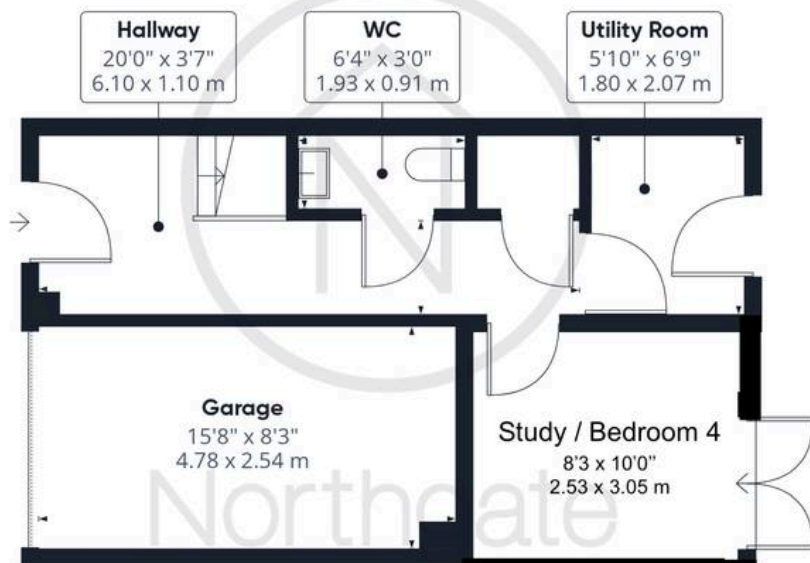 Hallway
20'0" x 3'7"
6.10 x 1.10 m
WC
6'4" x 3'0"
1.93 x 0.91 m
Utility Room
5'10" x 6'9"
1.80 x 2.07 m
Garage
15'8" x 8'3"
4.78 x 2.54 m
Study / Bedroom 4
8'3 x 10'0"
2.53 x 3.05 m
N
Northgate